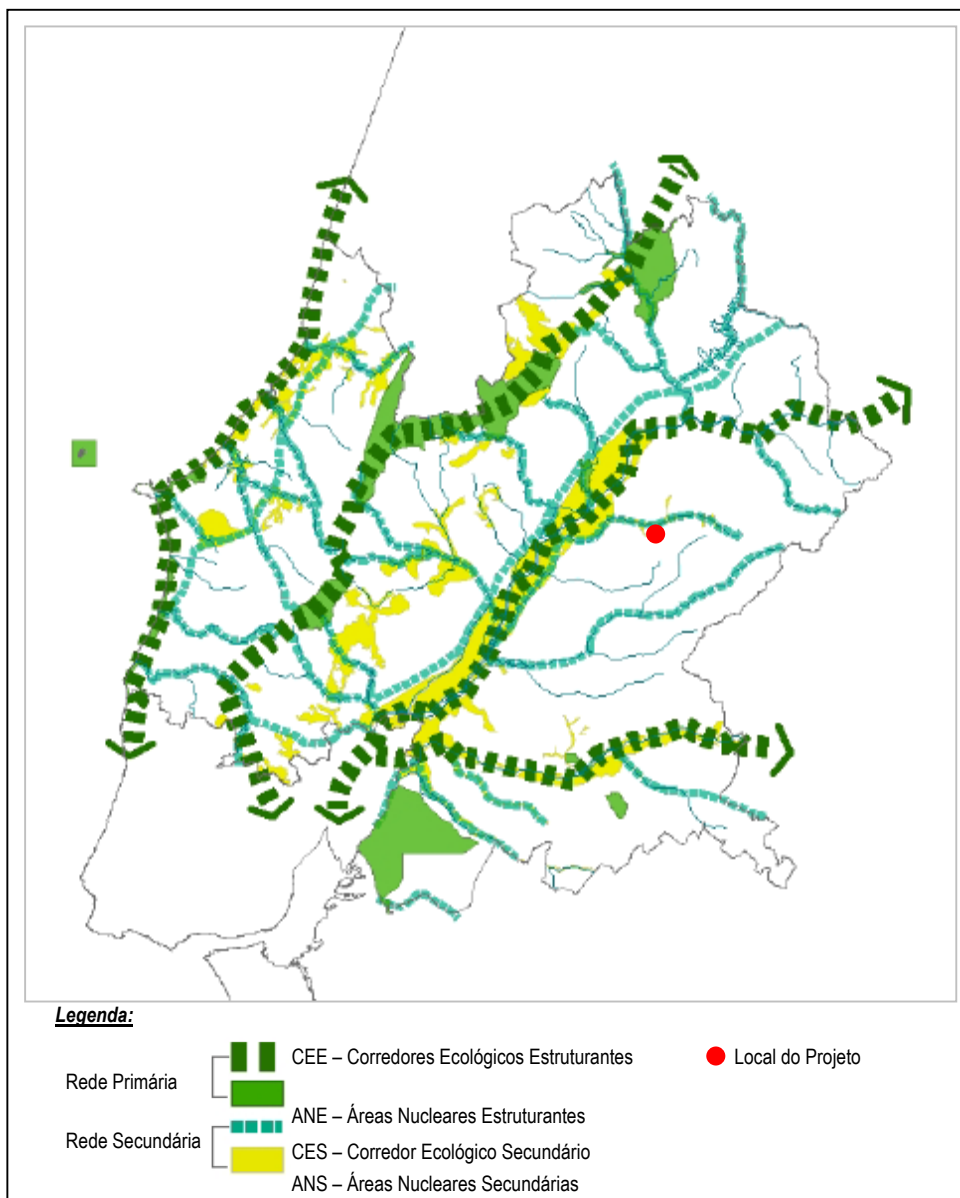 Legenda:
CEE – Corredores Ecológicos Estruturantes
Local do Projeto
Rede Primária
ANE – Áreas Nucleares Estruturantes
Rede Secundária
CES – Corredor Ecológico Secundário
ANS – Áreas Nucleares Secundárias